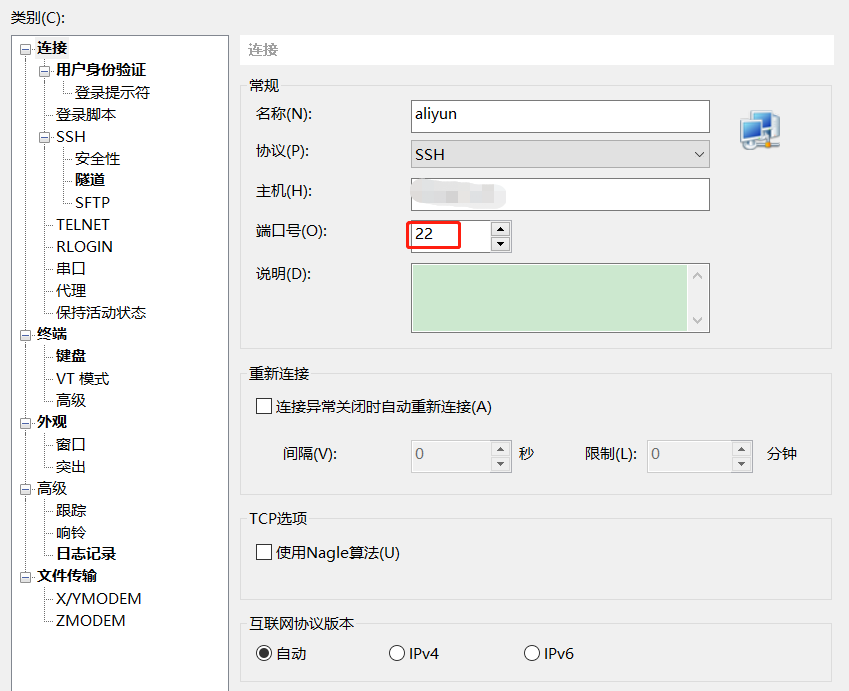 类别(C):
连接
用户身份验证
登录提示符
登录脚本
SSH
安全性
隧道
SFTP
TELNET
RLOGIN
串口
代理
保持活动状态
终端
键盘
VT 模式
高级
外观
窗口
突出
高级
跟踪
响铃
日志记录
文件传输
X/YMODEM
ZMODEM
连接
常规
名称(N): aliyun
协议(P): SSH
主机(H):
端口号(O): 22
说明(D):
重新连接
连接异常关闭时自动重新连接(A)
间隔(V): 0 秒 限制(L): 0 分钟
TCP选项
使用Nagle算法(U)
互联网协议版本
自动 IPv4 IPv6